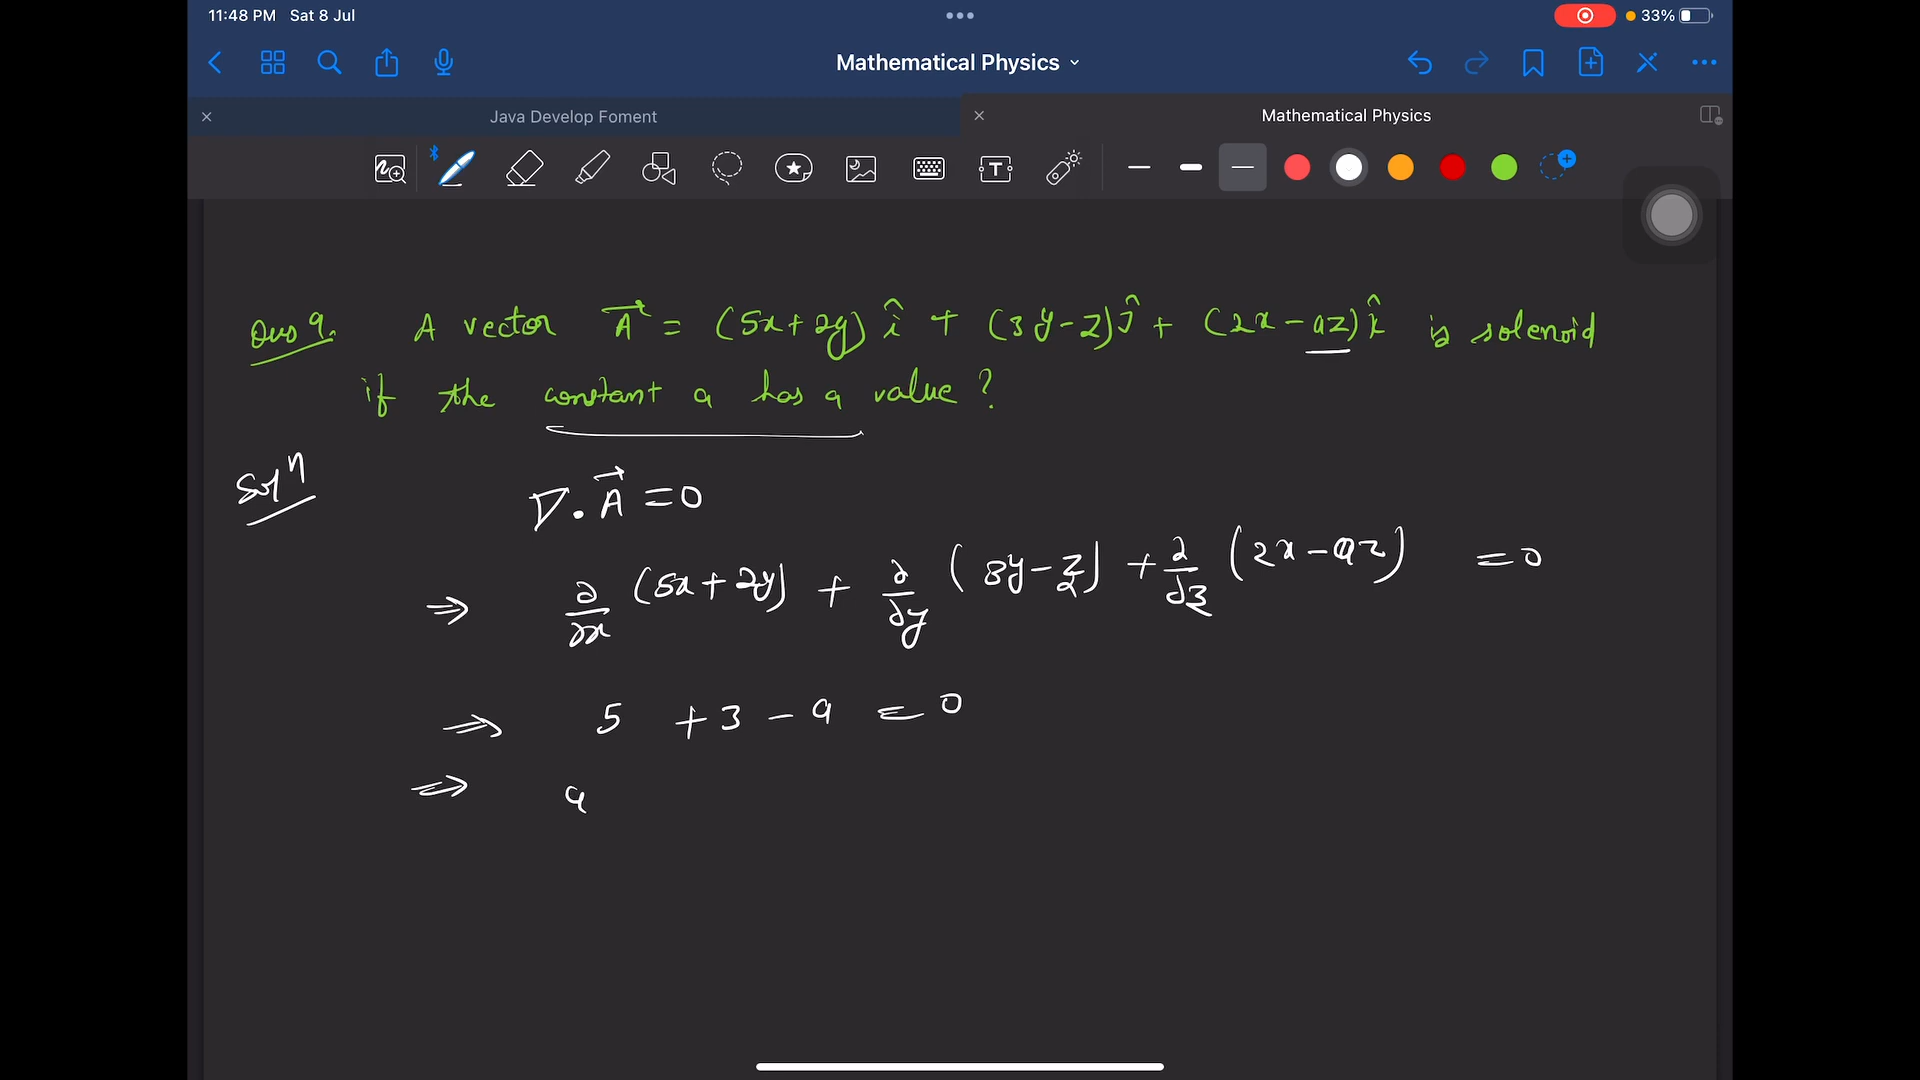 11:48 PM Sat 8 Jul
33%
Mathematical Physics
Java Develop Foment
Mathematical Physics
T
Qus 9. A vector A⃗ = (5x+2y) î + (3y-z) ĵ + (2x-az) k̂ is solenoid
if the constant a has a value ?
Solⁿ
∇. A⃗ =0
⇒ ∂/∂x (5x+2y) + ∂/∂y (3y-z) + ∂/∂z (2x-az) =0
⇒ 5 +3 - a = 0
⇒ a